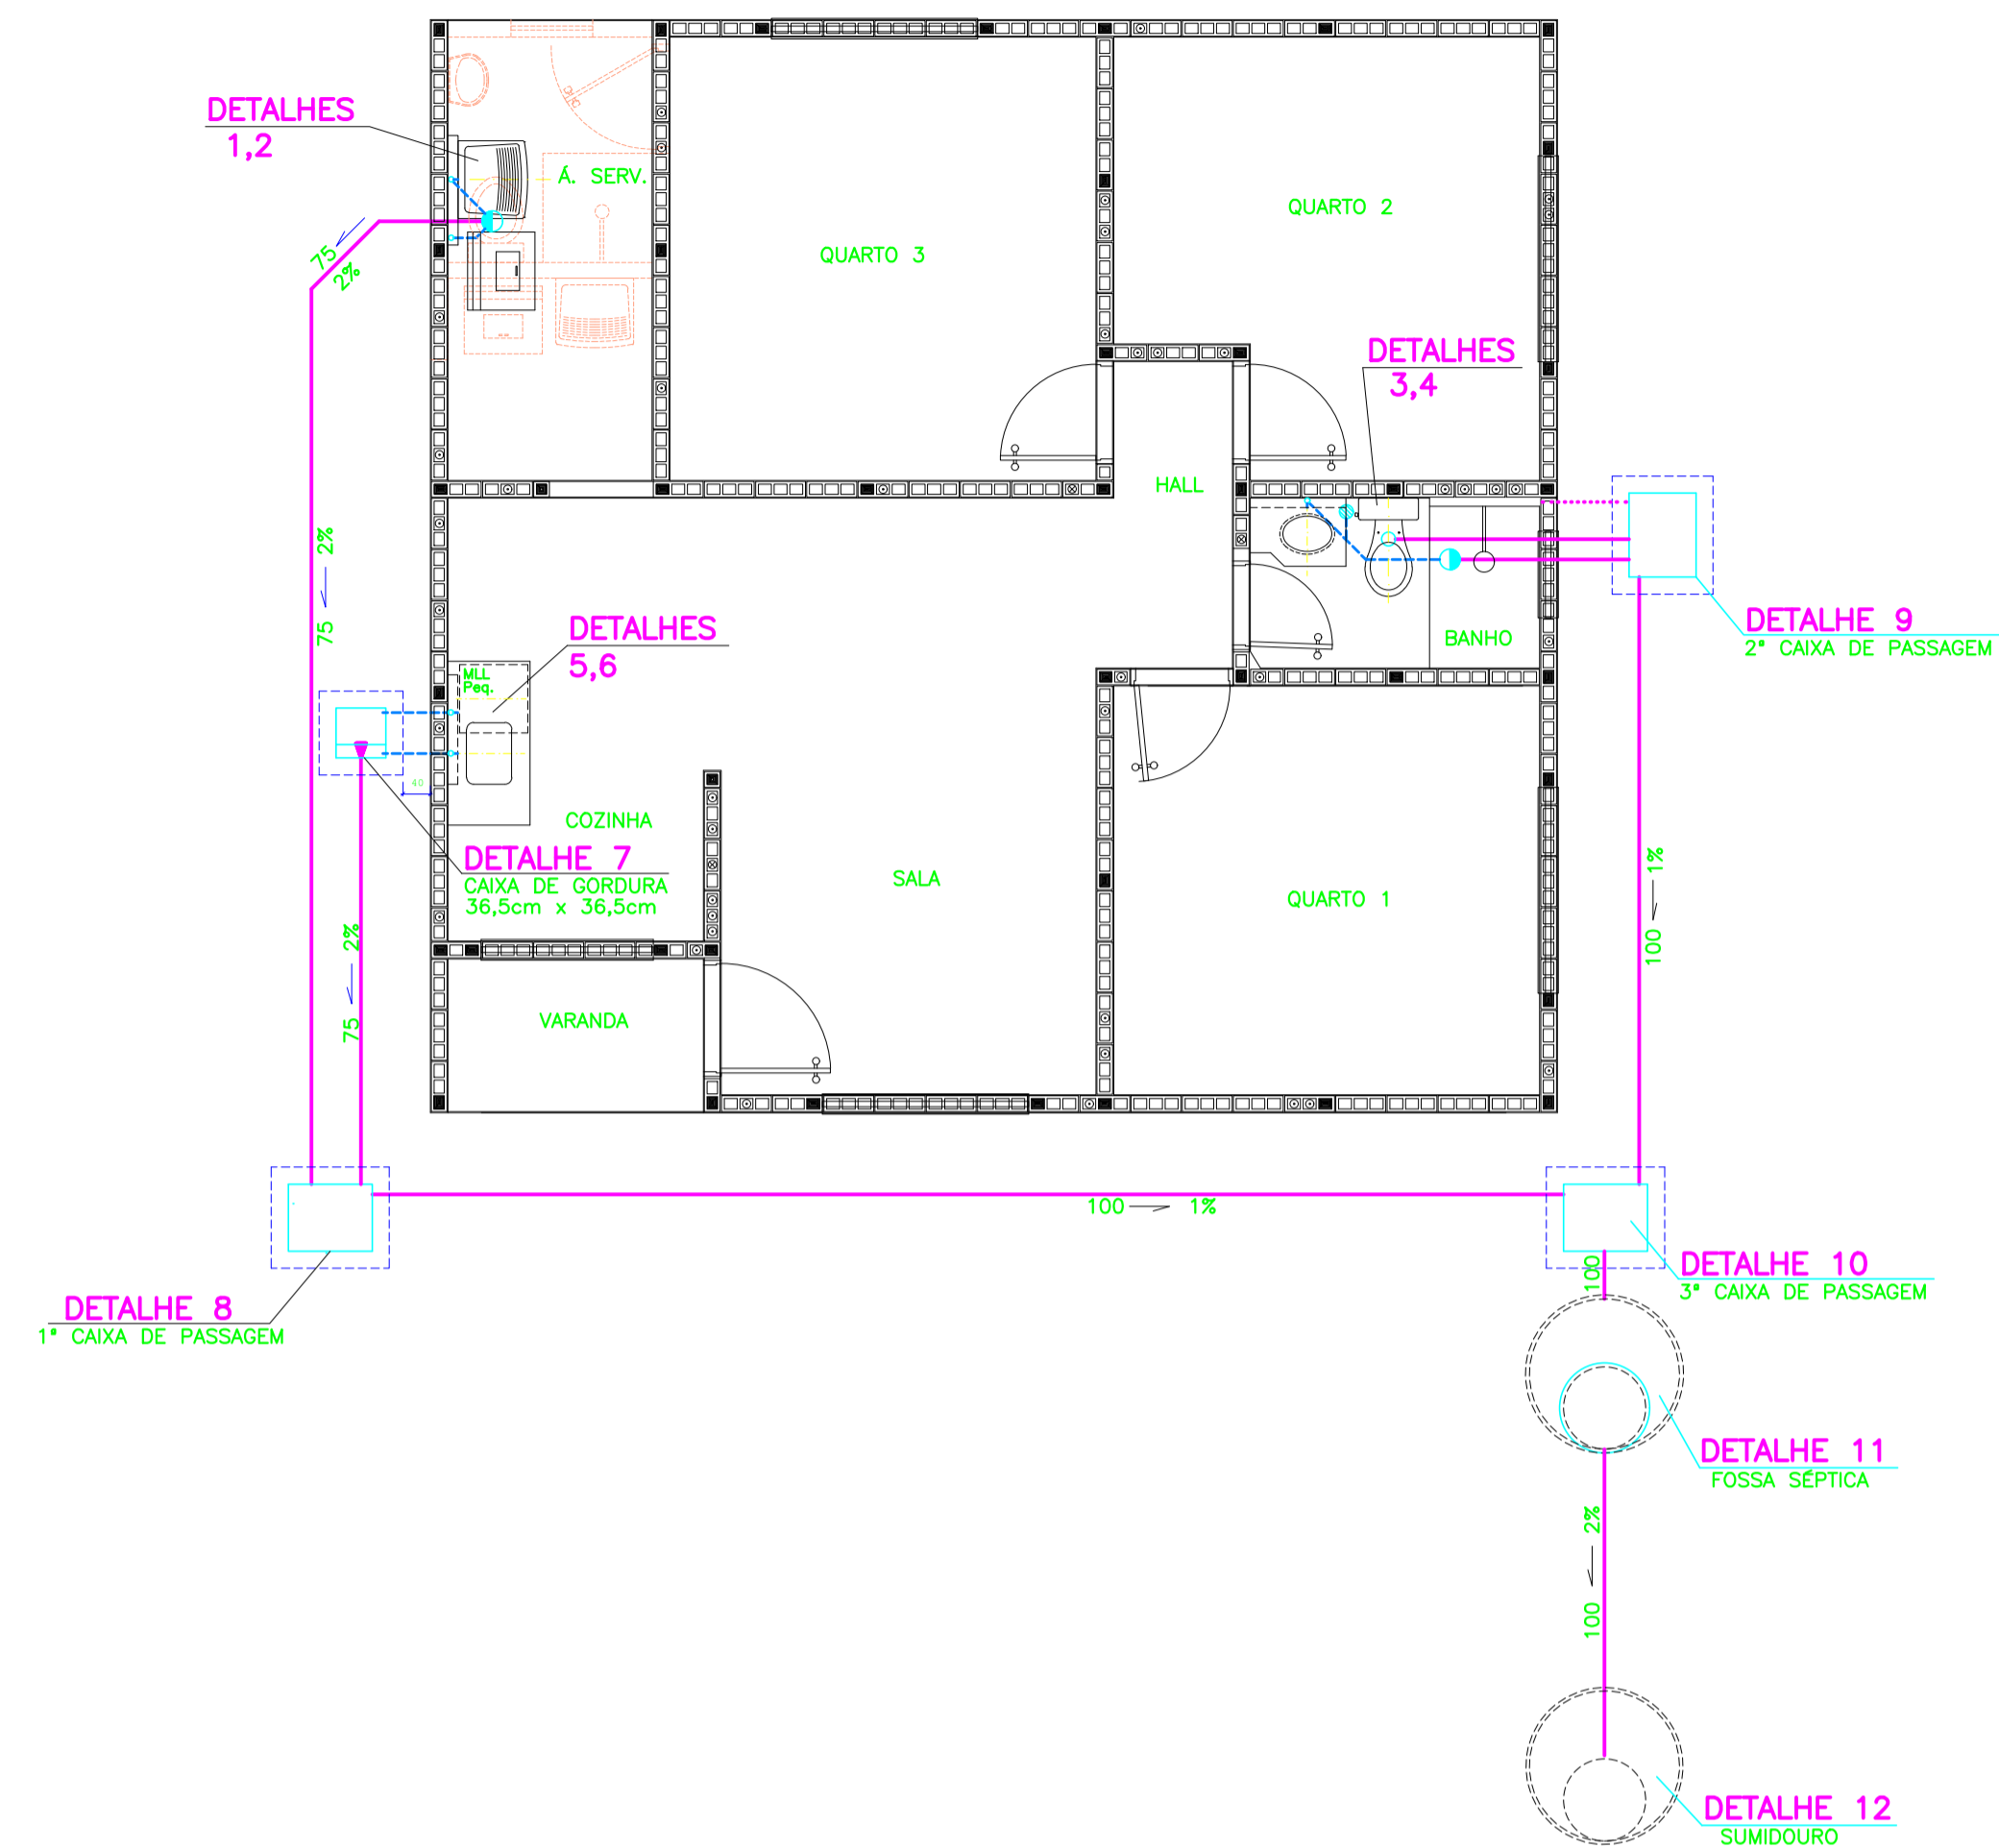 DETALHES
1,2
Á. SERV.
QUARTO 2
QUARTO 3
75
2%
DETALHES
3,4
HALL
75 2%
DETALHES
5,6
BANHO
DETALHE 9
2ª CAIXA DE PASSAGEM
MLL
Peq.
40
COZINHA
DETALHE 7
CAIXA DE GORDURA
36,5cm x 36,5cm
SALA
QUARTO 1
100 1%
75 2%
VARANDA
100 1%
DETALHE 8
1ª CAIXA DE PASSAGEM
100
DETALHE 10
3ª CAIXA DE PASSAGEM
DETALHE 11
FOSSA SÉPTICA
100 2%
DETALHE 12
SUMIDOURO